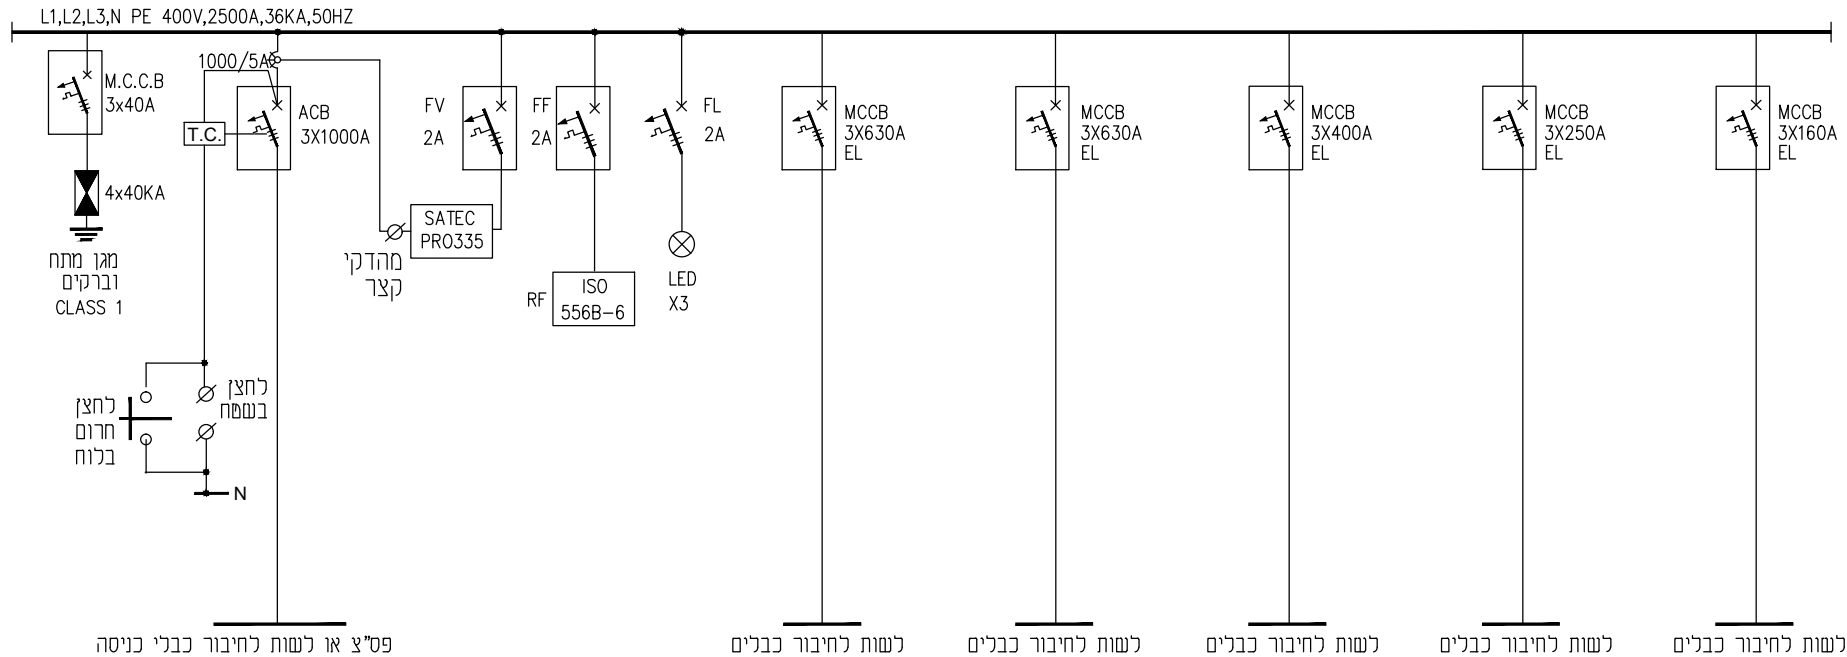 L1,L2,L3,N PE 400V,2500A,36KA,50HZ
M.C.C.B
3x40A
4x40KA
מגן מתח
וברקים
CLASS 1
1000/5A
T.C.
ACB
3X1000A
FV
2A
SATEC
PRO335
מהדקי
קצר
FF
2A
RF
ISO
556B-6
FL
2A
LED
X3
לחצן
חרום
בלוח
לחצן
בשטח
N
MCCB
3X630A
EL
MCCB
3X630A
EL
MCCB
3X400A
EL
MCCB
3X250A
EL
MCCB
3X160A
EL
פס"צ או לשות לחיבור כבלי כניסה
לשות לחיבור כבלים
לשות לחיבור כבלים
לשות לחיבור כבלים
לשות לחיבור כבלים
לשות לחיבור כבלים